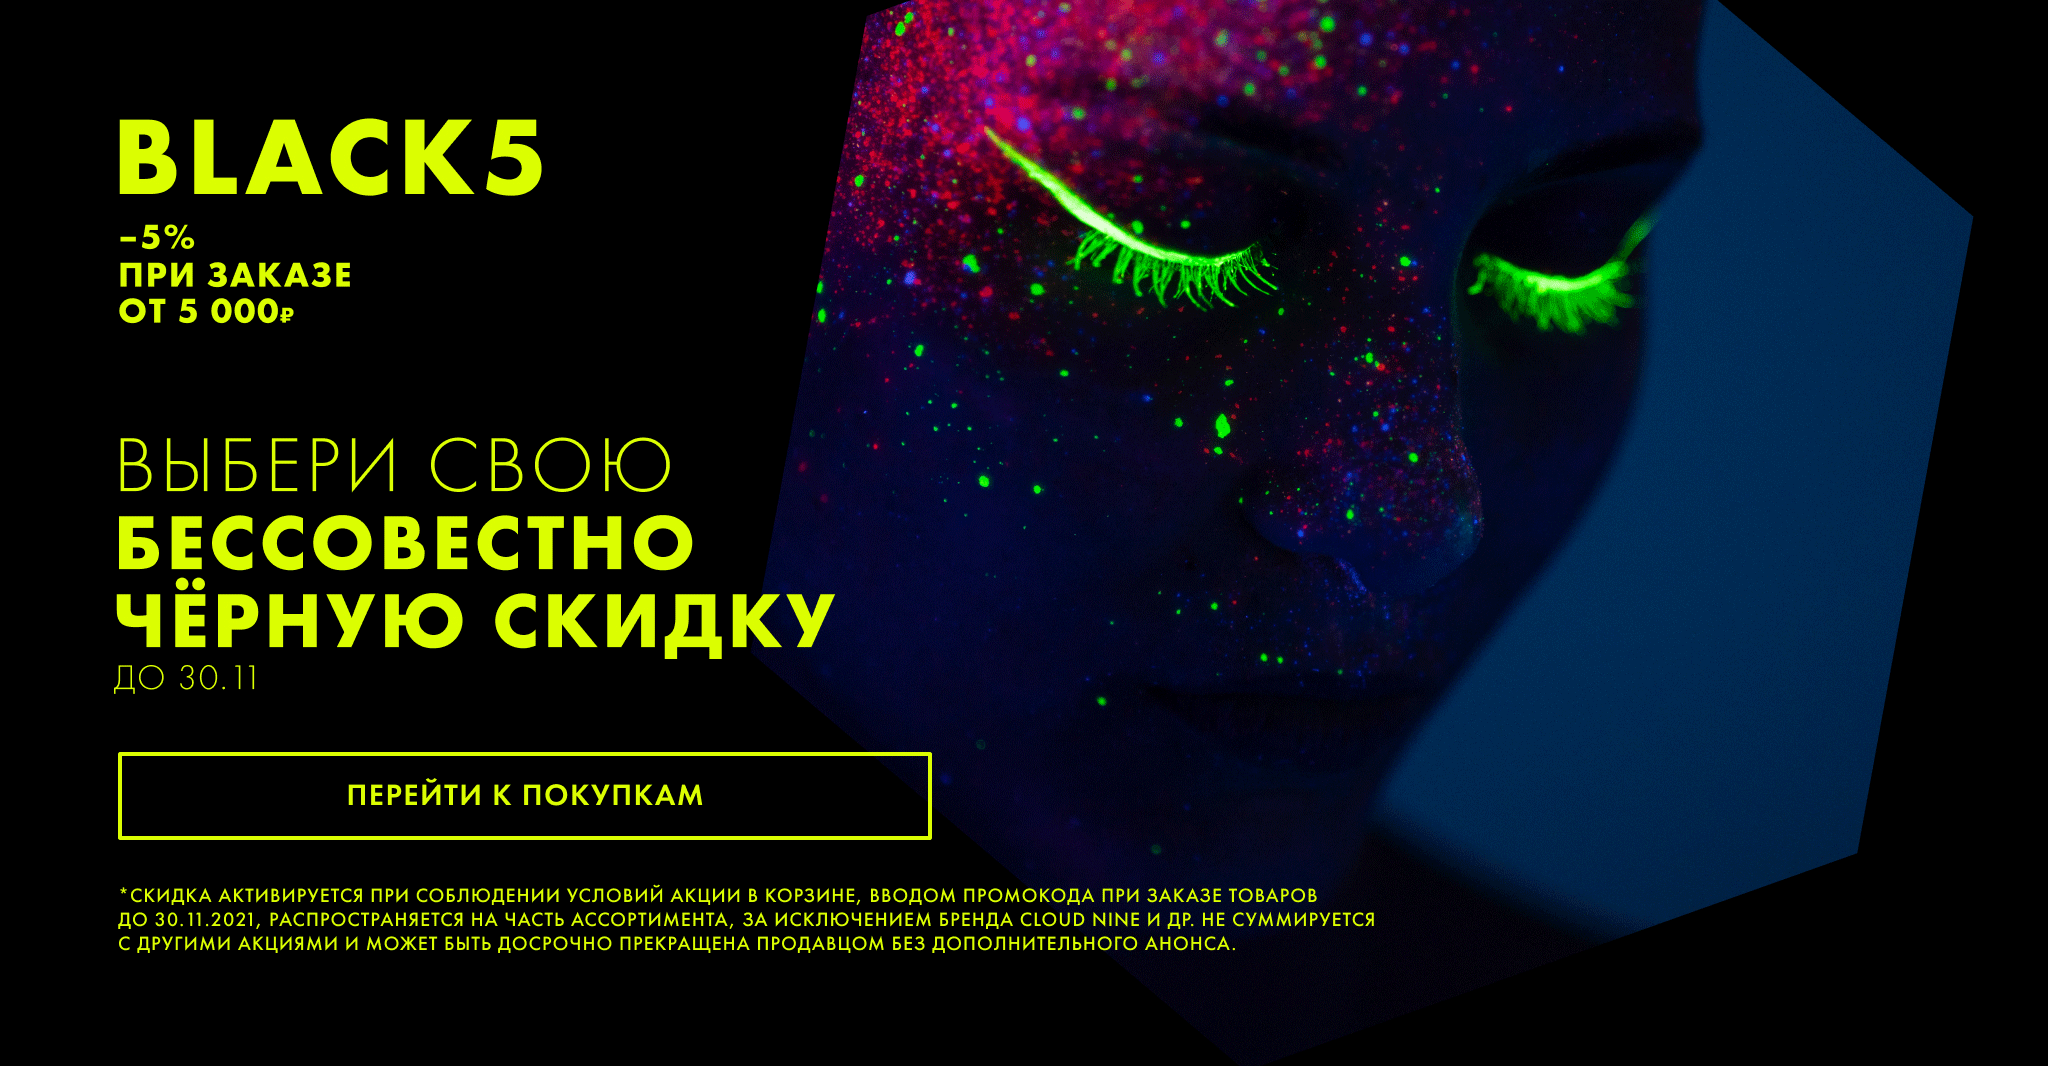 BLACK5
–5%
ПРИ ЗАКАЗЕ
ОТ 5 000₽
ВЫБЕРИ СВОЮ
БЕССОВЕСТНО
ЧЁРНУЮ СКИДКУ
ДО 30.11
ПЕРЕЙТИ К ПОКУПКАМ
*СКИДКА АКТИВИРУЕТСЯ ПРИ СОБЛЮДЕНИИ УСЛОВИЙ АКЦИИ В КОРЗИНЕ, ВВОДОМ ПРОМОКОДА ПРИ ЗАКАЗЕ ТОВАРОВ
ДО 30.11.2021, РАСПРОСТРАНЯЕТСЯ НА ЧАСТЬ АССОРТИМЕНТА, ЗА ИСКЛЮЧЕНИЕМ БРЕНДА CLOUD NINE И ДР. НЕ СУММИРУЕТСЯ
С ДРУГИМИ АКЦИЯМИ И МОЖЕТ БЫТЬ ДОСРОЧНО ПРЕКРАЩЕНА ПРОДАВЦОМ БЕЗ ДОПОЛНИТЕЛЬНОГО АНОНСА.